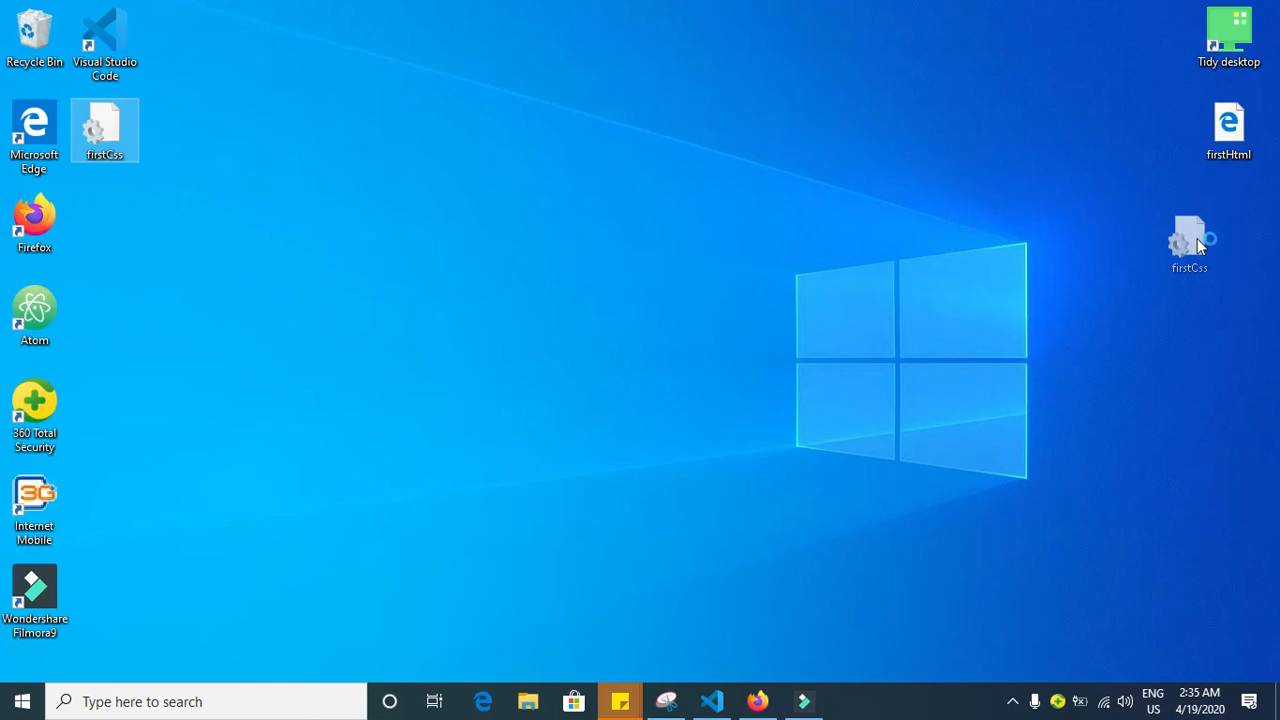 Recycle Bin
Visual Studio
Code
Tidy desktop
Microsoft
Edge
firstCss
firstHtml
Firefox
firstCss
Atom
360 Total
Security
3G
Internet
Mobile
Wondershare
Filmora9
Type here to search
ENG
US
2:35 AM
4/19/2020